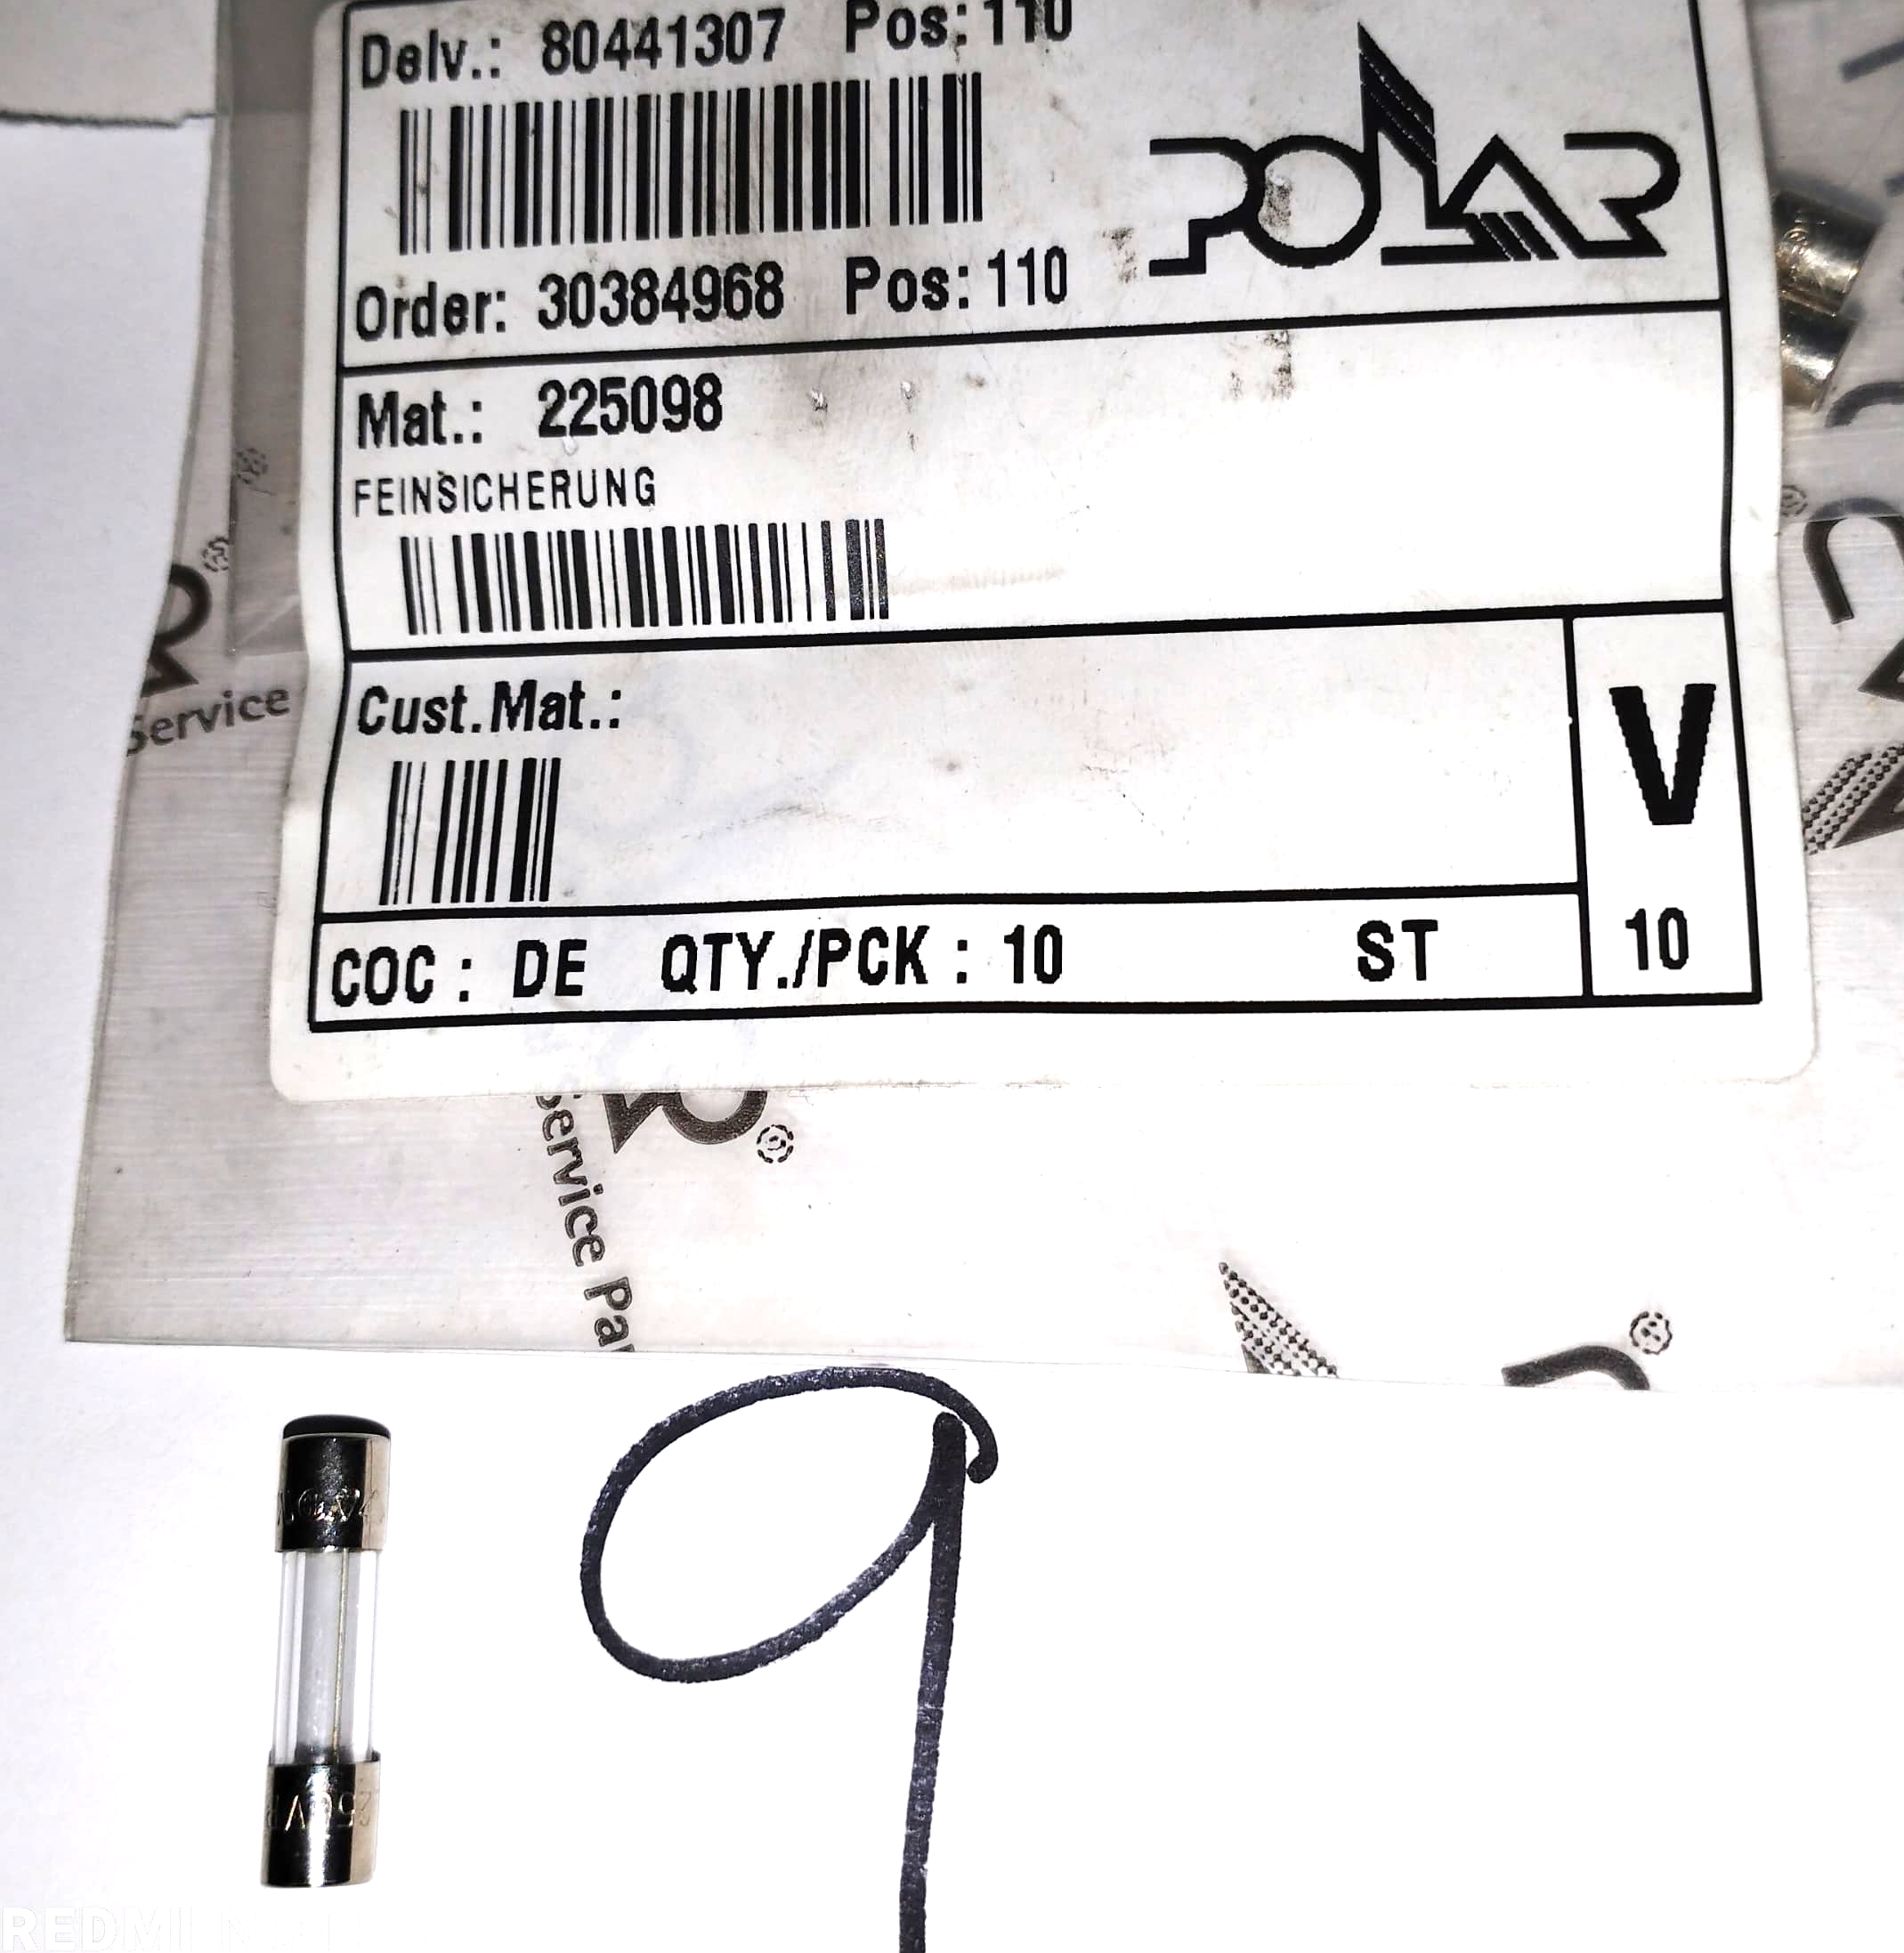 Delv.: 80441307 Pos:110
POLAR
Order: 30384968 Pos:110
Mat.: 225098
FEINSICHERUNG
Service
Cust.Mat.:
V
COC: DE QTY./PCK: 10 ST 10
Service
9
REDMI